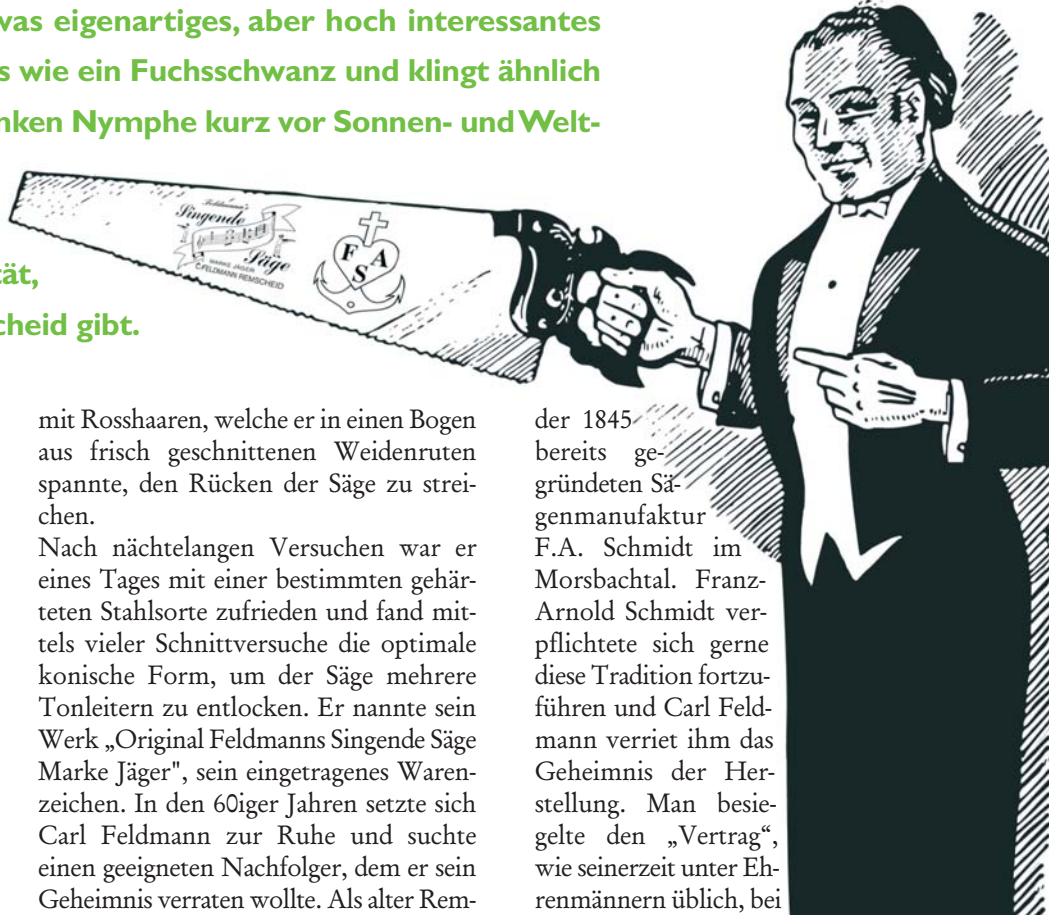 was eigenartiges, aber hoch interessantes
s wie ein Fuchsschwanz und klingt ähnlich
nken Nymphe kurz vor Sonnen- und Welt-
tät,
cheid gibt.
Feldmann's
Singende
Säge
MARKE JÄGER
C.FELDMANN REMSCHEID
F A
S
mit Rosshaaren, welche er in einen Bogen
aus frisch geschnittenen Weidenruten
spannte, den Rücken der Säge zu strei-
chen.
Nach nächtelangen Versuchen war er
eines Tages mit einer bestimmten gehär-
teten Stahlsorte zufrieden und fand mit-
tels vieler Schnittversuche die optimale
konische Form, um der Säge mehrere
Tonleitern zu entlocken. Er nannte sein
Werk „Original Feldmanns Singende Säge
Marke Jäger", sein eingetragenes Waren-
zeichen. In den 60iger Jahren setzte sich
Carl Feldmann zur Ruhe und suchte
einen geeigneten Nachfolger, dem er sein
Geheimnis verraten wollte. Als alter Rem-
der 1845
bereits ge-
gründeten Sä-
genmanufaktur
F.A. Schmidt im
Morsbachtal. Franz-
Arnold Schmidt ver-
pflichtete sich gerne
diese Tradition fortzu-
führen und Carl Feld-
mann verriet ihm das
Geheimnis der Her-
stellung. Man besie-
gelte den „Vertrag“,
wie seinerzeit unter Eh-
renmännern üblich, bei